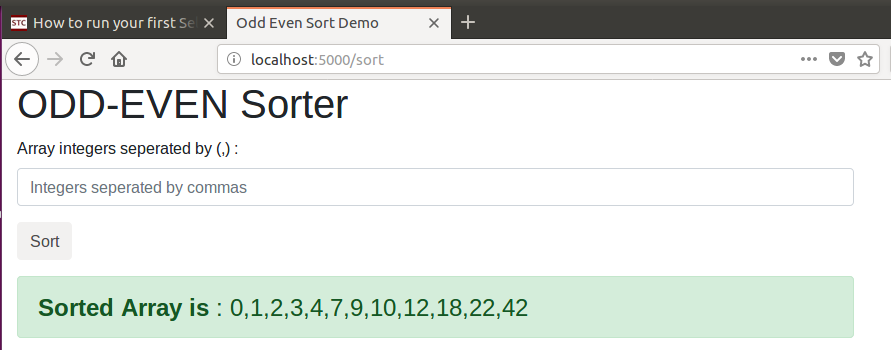 STC How to run your first Se
Odd Even Sort Demo
localhost:5000/sort
ODD-EVEN Sorter
Array integers seperated by (,) :
Integers seperated by commas
Sort
Sorted Array is : 0,1,2,3,4,7,9,10,12,18,22,42